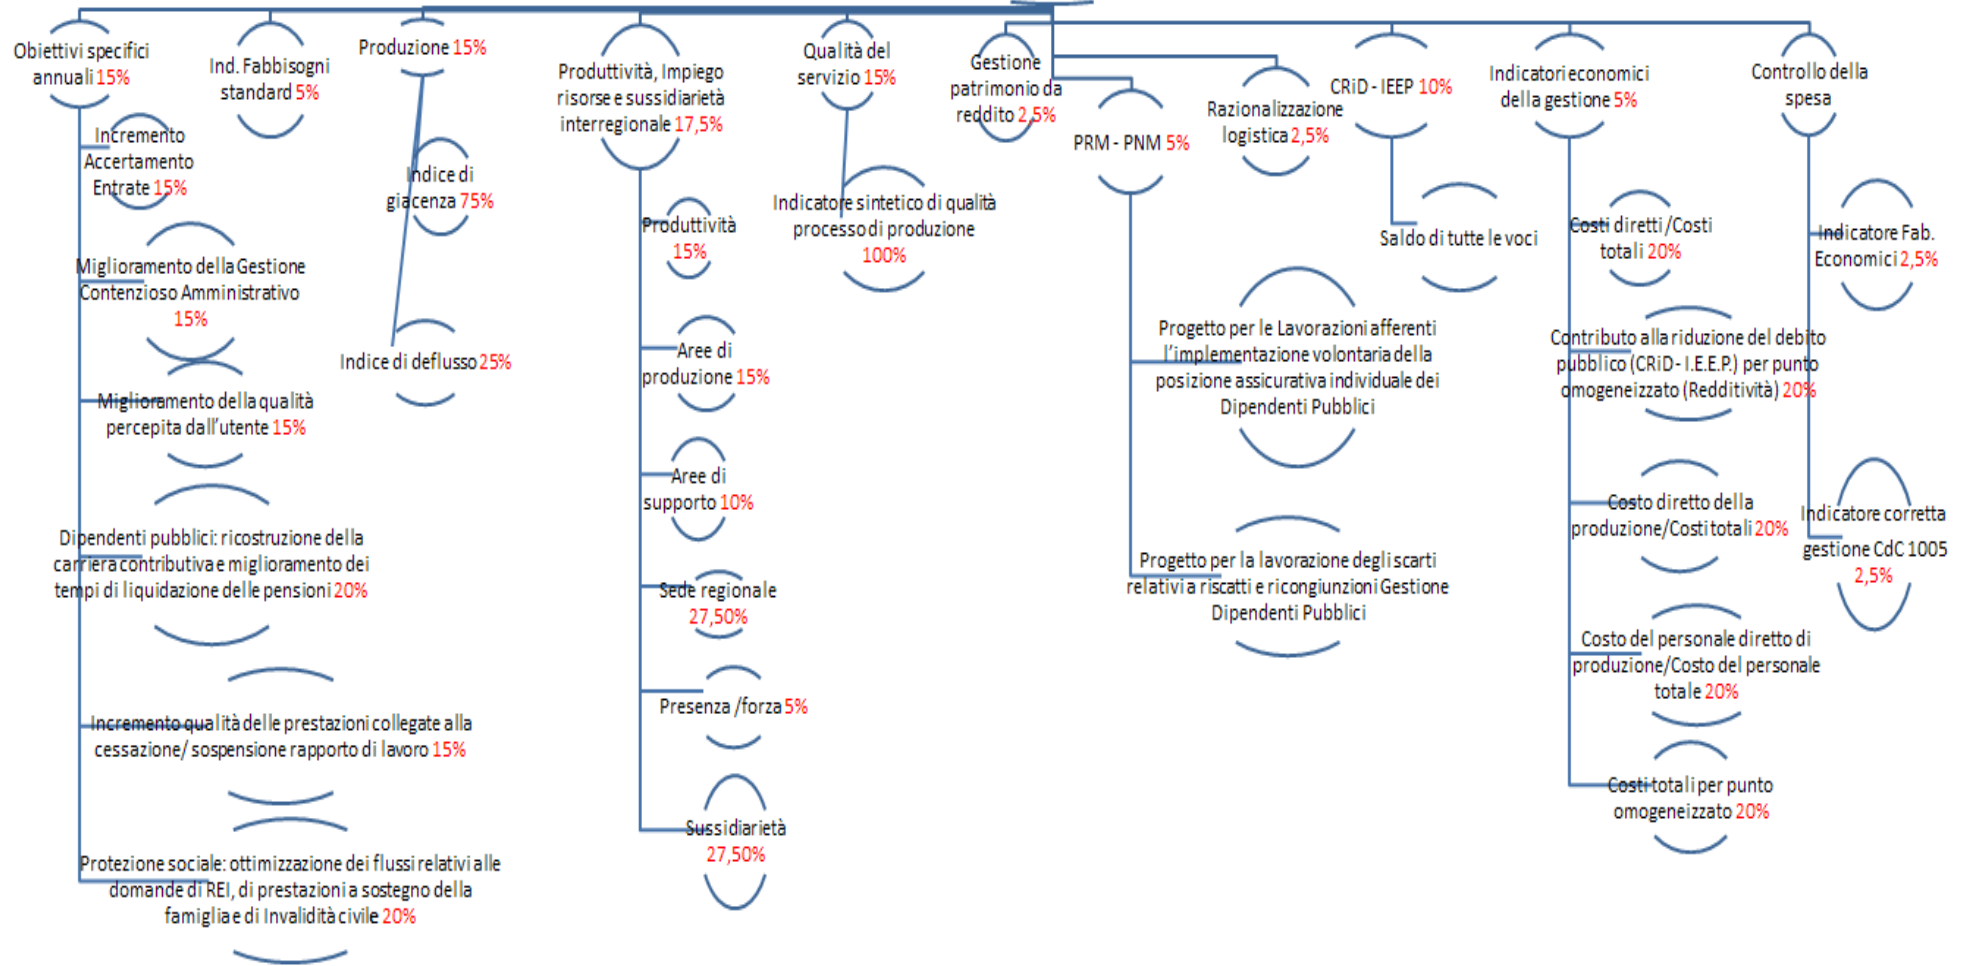 Obiettivi specifici
annuali 15%
Incremento
Accertamento
Entrate 15%
Miglioramento della Gestione
Contenzioso Amministrativo
15%
Miglioramento della qualità
percepita dall'utente 15%
Dipendenti pubblici: ricostruzione della
carriera contributiva e miglioramento dei
tempi di liquidazione delle pensioni 20%
Incremento qualità delle prestazioni collegate alla
cessazione/ sospensione rapporto di lavoro 15%
Protezione sociale: ottimizzazione dei flussi relativi alle
domande di REI, di prestazioni a sostegno della
famiglia e di Invalidità civile 20%
Ind. Fabbisogni
standard 5%
Produzione 15%
Indice di
giacenza 75%
Indice di deflusso 25%
Produttività, Impiego
risorse e sussidiarietà
interregionale 17,5%
Produttività
15%
Aree di
produzione 15%
Aree di
supporto 10%
Sede regionale
27,50%
Presenza /forza 5%
Sussidiarietà
27,50%
Qualità del
servizio 15%
Indicatore sintetico di qualità
processo di produzione
100%
Gestione
patrimonio da
reddito 2,5%
PRM - PNM 5%
Progetto per le Lavorazioni afferenti
l'implementazione volontaria della
posizione assicurativa individuale dei
Dipendenti Pubblici
Progetto per la lavorazione degli scarti
relativi a riscatti e ricongiunzioni Gestione
Dipendenti Pubblici
Razionalizzazione
logistica 2,5%
CRiD - IEEP 10%
Saldo di tutte le voci
Indicatori economici
della gestione 5%
Costi diretti /Costi
totali 20%
Contributo alla riduzione del debito
pubblico (CRiD - I.E.E.P.) per punto
omogeneizzato (Redditività) 20%
Costo diretto della
produzione/Costi totali 20%
Costo del personale diretto di
produzione/Costo del personale
totale 20%
Costi totali per punto
omogeneizzato 20%
Controllo della
spesa
Indicatore Fab.
Economici 2,5%
Indicatore corretta
gestione CdC 1005
2,5%